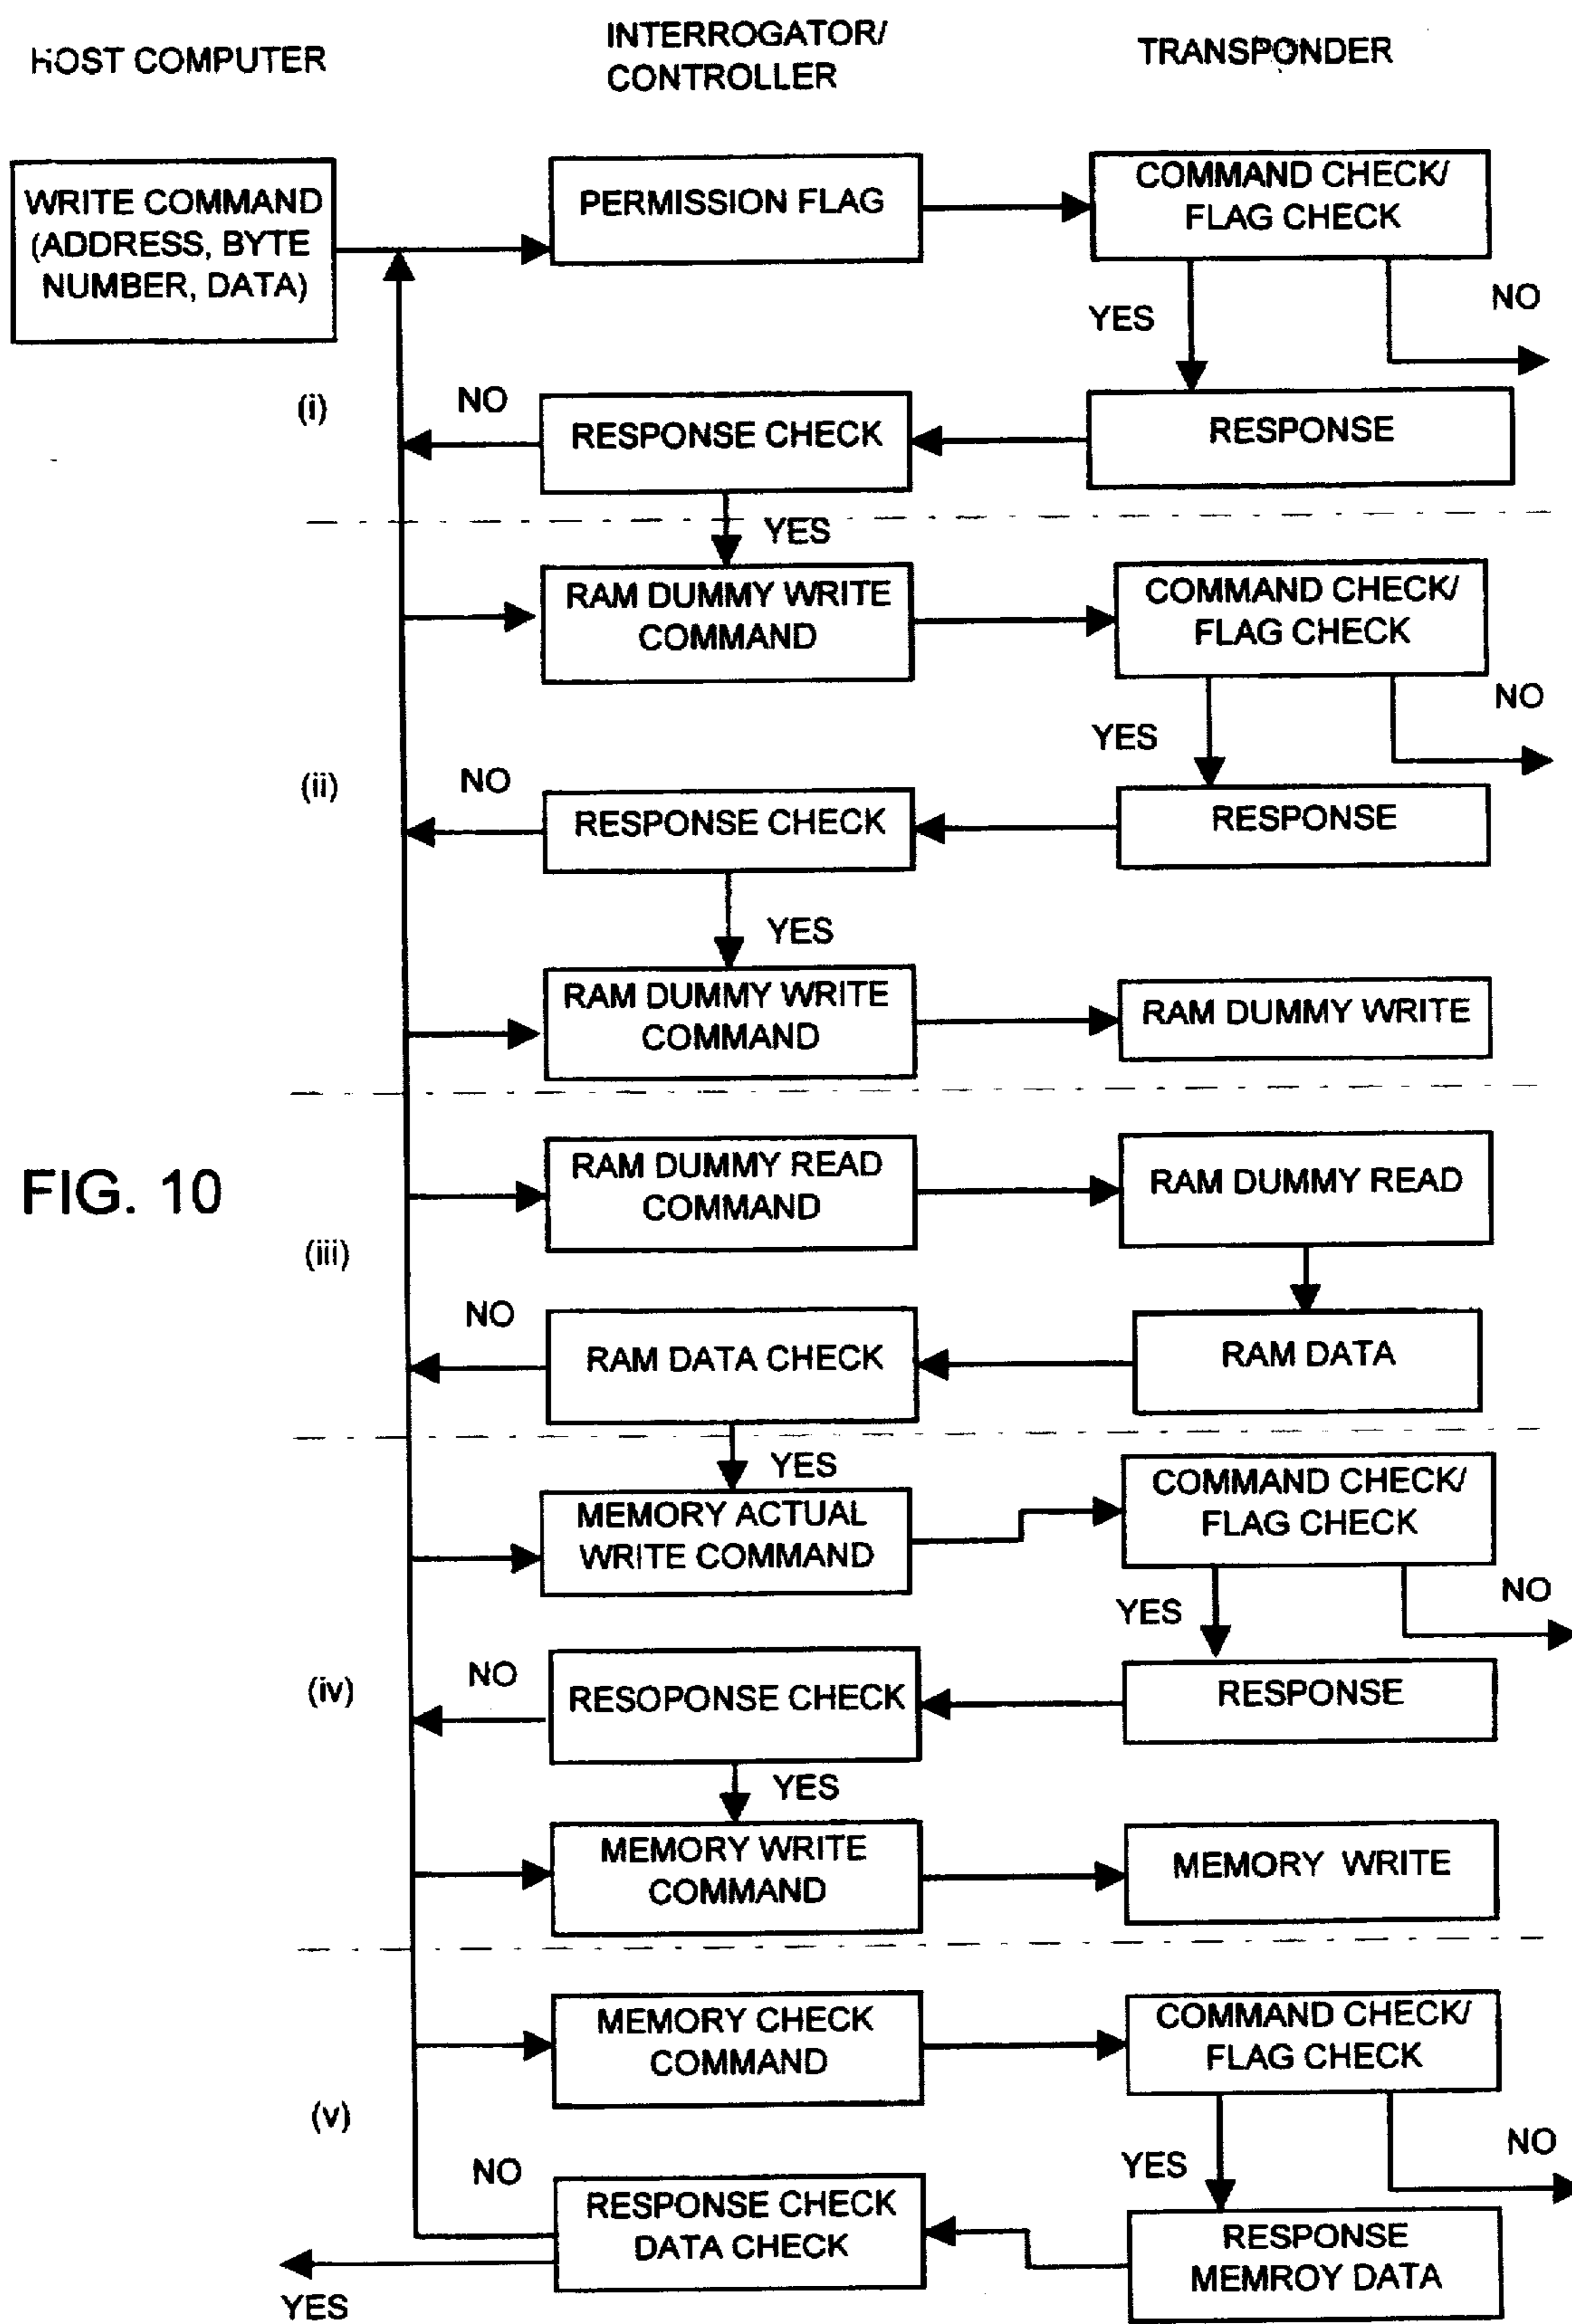 HOST COMPUTER
INTERROGATOR/
CONTROLLER
TRANSPONDER
WRITE COMMAND
(ADDRESS, BYTE
NUMBER, DATA)
PERMISSION FLAG
COMMAND CHECK/
FLAG CHECK
YES
NO
(i)
NO
RESPONSE CHECK
RESPONSE
YES
RAM DUMMY WRITE
COMMAND
COMMAND CHECK/
FLAG CHECK
YES
NO
(ii)
NO
RESPONSE CHECK
RESPONSE
YES
RAM DUMMY WRITE
COMMAND
RAM DUMMY WRITE
FIG. 10
RAM DUMMY READ
COMMAND
RAM DUMMY READ
(iii)
NO
RAM DATA CHECK
RAM DATA
YES
MEMORY ACTUAL
WRITE COMMAND
COMMAND CHECK/
FLAG CHECK
YES
NO
(iv)
NO
RESOPONSE CHECK
RESPONSE
YES
MEMORY WRITE
COMMAND
MEMORY WRITE
MEMORY CHECK
COMMAND
COMMAND CHECK/
FLAG CHECK
(v)
YES
NO
NO
RESPONSE CHECK
DATA CHECK
RESPONSE
MEMROY DATA
YES